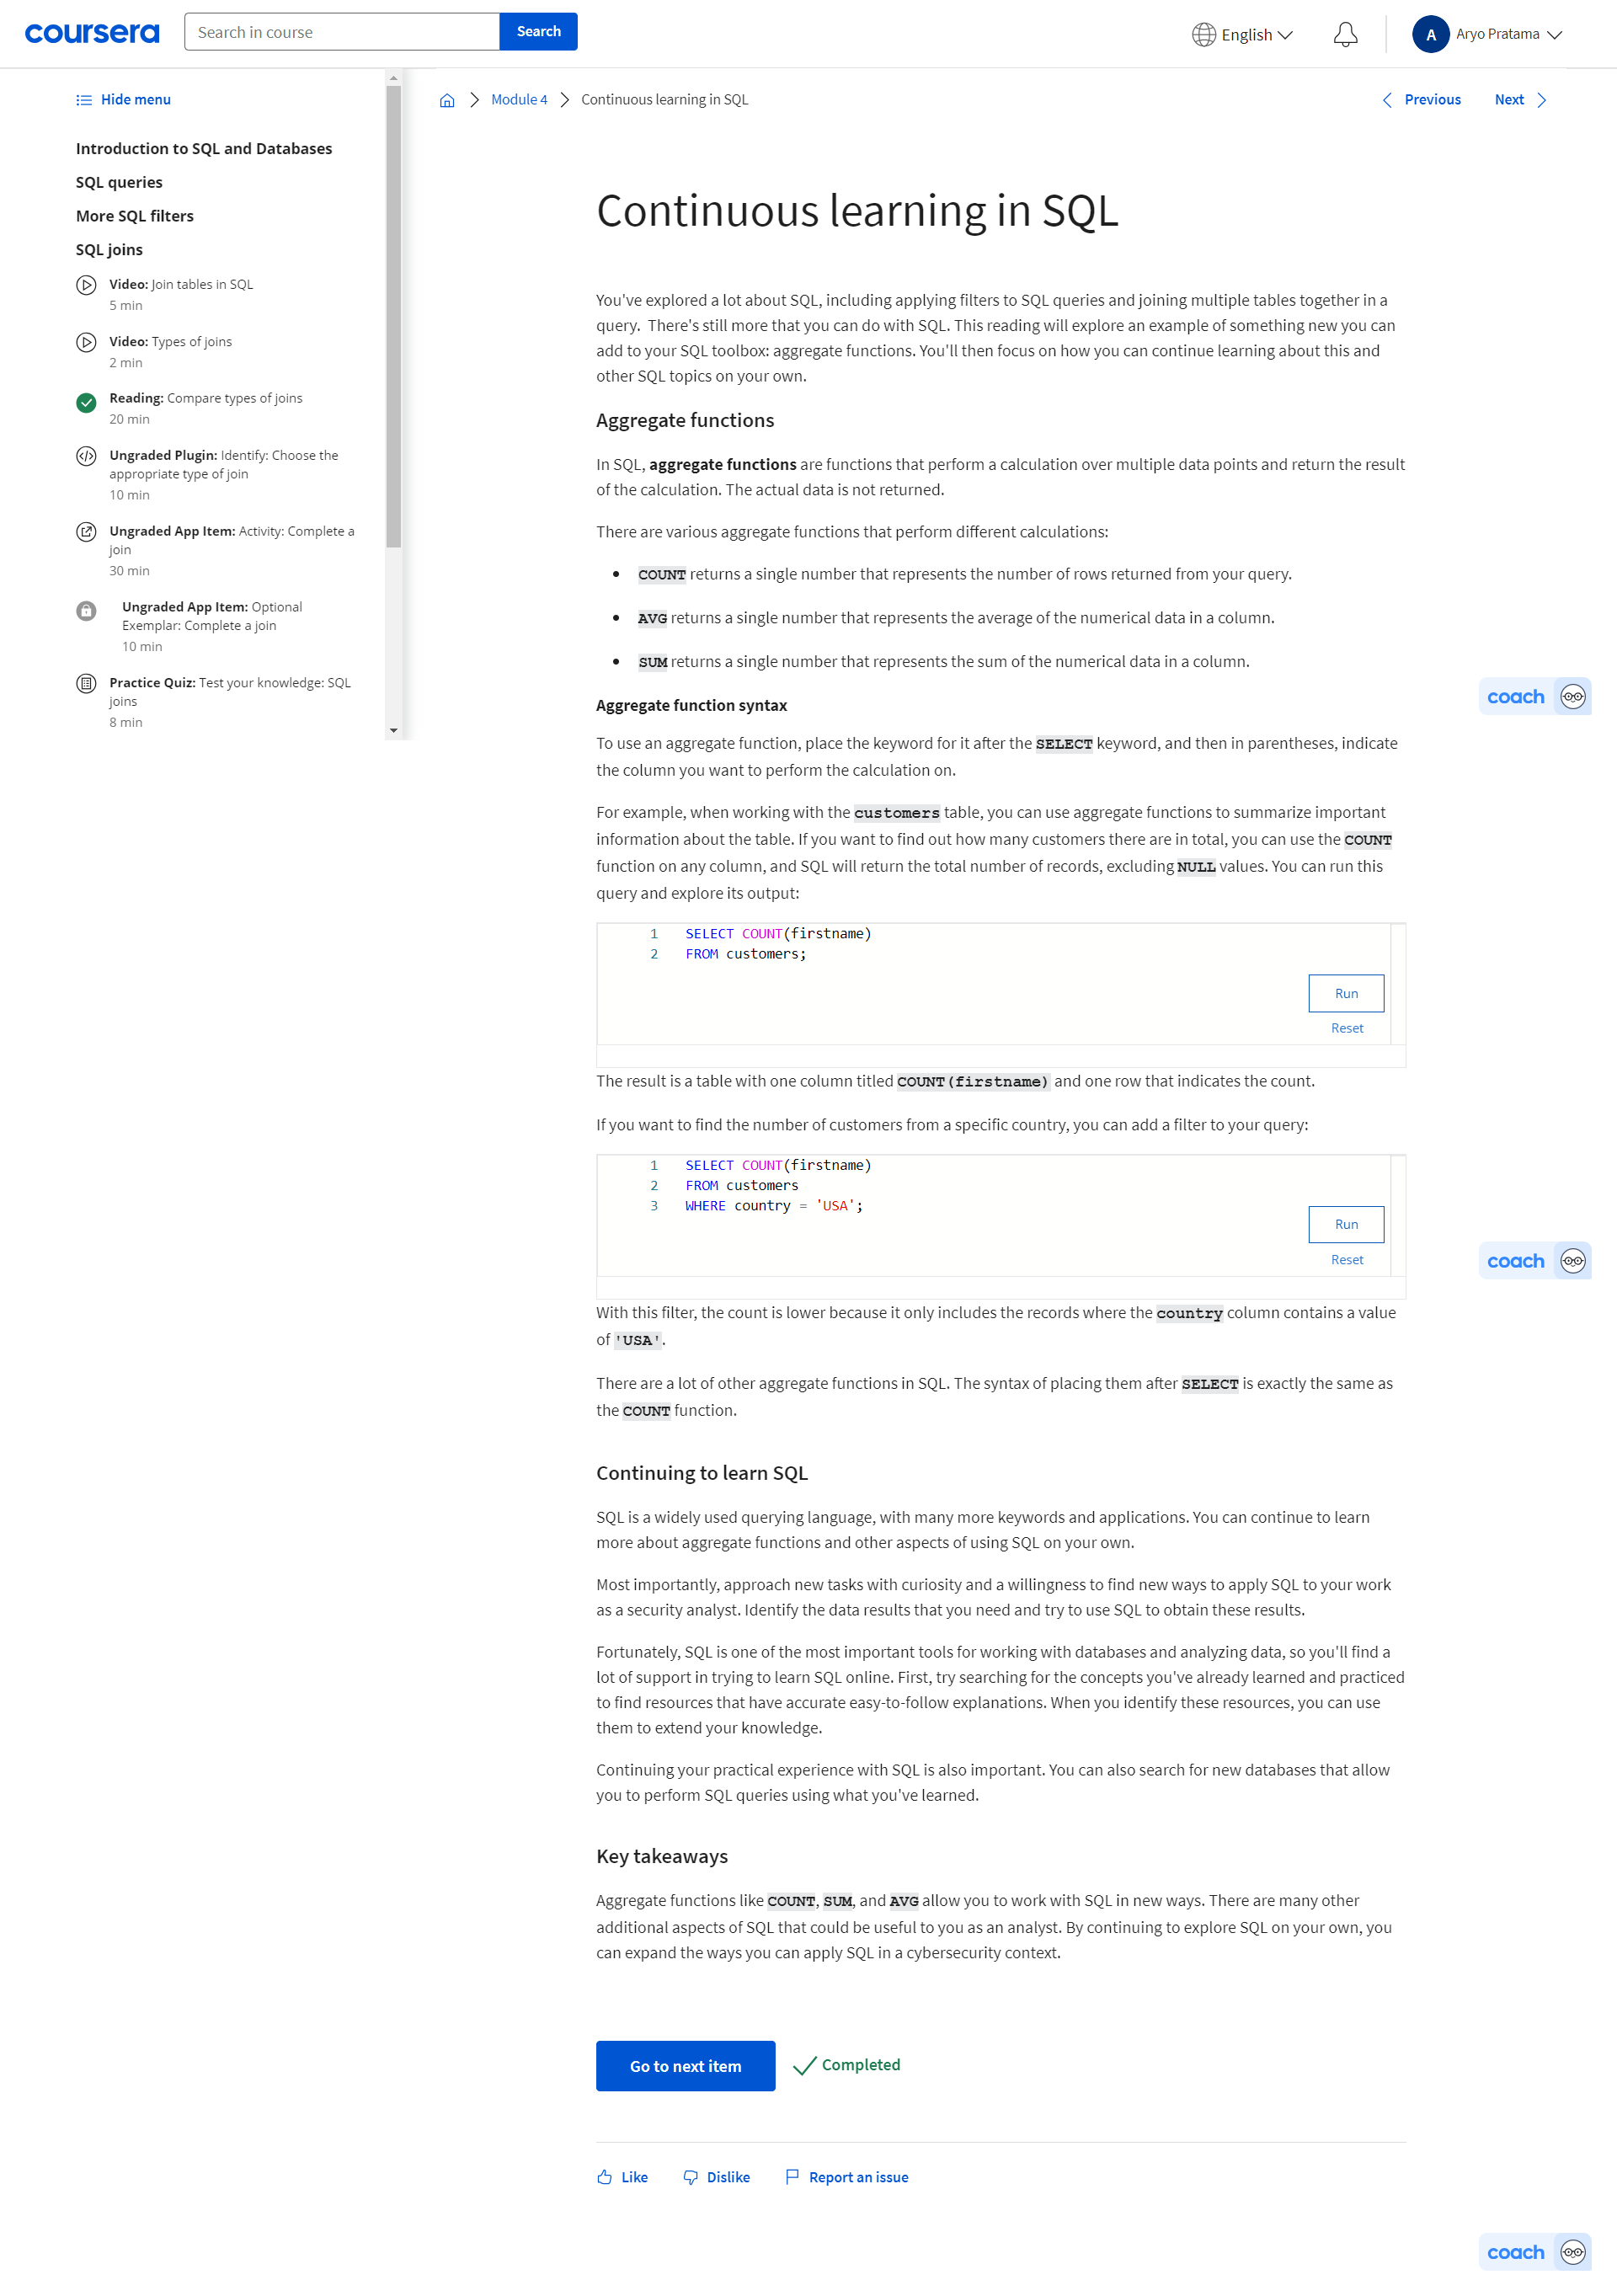 coursera
Search in course
Search
English
A
Aryo Pratama
Hide menu
Introduction to SQL and Databases
SQL queries
More SQL filters
SQL joins
Video: Join tables in SQL
5 min
Video: Types of joins
2 min
Reading: Compare types of joins
20 min
Ungraded Plugin: Identify: Choose the
appropriate type of join
10 min
Ungraded App Item: Activity: Complete a
join
30 min
Ungraded App Item: Optional
Exemplar: Complete a join
10 min
Practice Quiz: Test your knowledge: SQL
joins
8 min
Module 4
Continuous learning in SQL
Previous
Next
Continuous learning in SQL
You've explored a lot about SQL, including applying filters to SQL queries and joining multiple tables together in a
query.  There's still more that you can do with SQL. This reading will explore an example of something new you can
add to your SQL toolbox: aggregate functions. You'll then focus on how you can continue learning about this and
other SQL topics on your own.
Aggregate functions
In SQL, aggregate functions are functions that perform a calculation over multiple data points and return the result
of the calculation. The actual data is not returned.
There are various aggregate functions that perform different calculations:
• COUNT returns a single number that represents the number of rows returned from your query.
• AVG returns a single number that represents the average of the numerical data in a column.
• SUM returns a single number that represents the sum of the numerical data in a column.
Aggregate function syntax
To use an aggregate function, place the keyword for it after the SELECT keyword, and then in parentheses, indicate
the column you want to perform the calculation on.
For example, when working with the customers table, you can use aggregate functions to summarize important
information about the table. If you want to find out how many customers there are in total, you can use the COUNT
function on any column, and SQL will return the total number of records, excluding NULL values. You can run this
query and explore its output:
1 SELECT COUNT(firstname)
2 FROM customers;
Run
Reset
The result is a table with one column titled COUNT(firstname) and one row that indicates the count.
If you want to find the number of customers from a specific country, you can add a filter to your query:
1 SELECT COUNT(firstname)
2 FROM customers
3 WHERE country = 'USA';
Run
Reset
With this filter, the count is lower because it only includes the records where the country column contains a value
of 'USA'.
There are a lot of other aggregate functions in SQL. The syntax of placing them after SELECT is exactly the same as
the COUNT function.
Continuing to learn SQL
SQL is a widely used querying language, with many more keywords and applications. You can continue to learn
more about aggregate functions and other aspects of using SQL on your own.
Most importantly, approach new tasks with curiosity and a willingness to find new ways to apply SQL to your work
as a security analyst. Identify the data results that you need and try to use SQL to obtain these results.
Fortunately, SQL is one of the most important tools for working with databases and analyzing data, so you'll find a
lot of support in trying to learn SQL online. First, try searching for the concepts you've already learned and practiced
to find resources that have accurate easy-to-follow explanations. When you identify these resources, you can use
them to extend your knowledge.
Continuing your practical experience with SQL is also important. You can also search for new databases that allow
you to perform SQL queries using what you've learned.
Key takeaways
Aggregate functions like COUNT, SUM, and AVG allow you to work with SQL in new ways. There are many other
additional aspects of SQL that could be useful to you as an analyst. By continuing to explore SQL on your own, you
can expand the ways you can apply SQL in a cybersecurity context.
Go to next item
Completed
Like
Dislike
Report an issue
coach
coach
coach